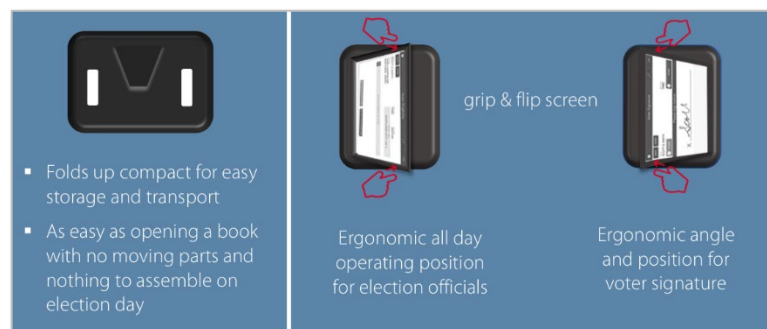 ▪ Folds up compact for easy
storage and transport
▪ As easy as opening a book
with no moving parts and
nothing to assemble on
election day
grip & flip screen
Ergonomic all day
operating position
for election officials
Ergonomic angle
and position for
voter signature